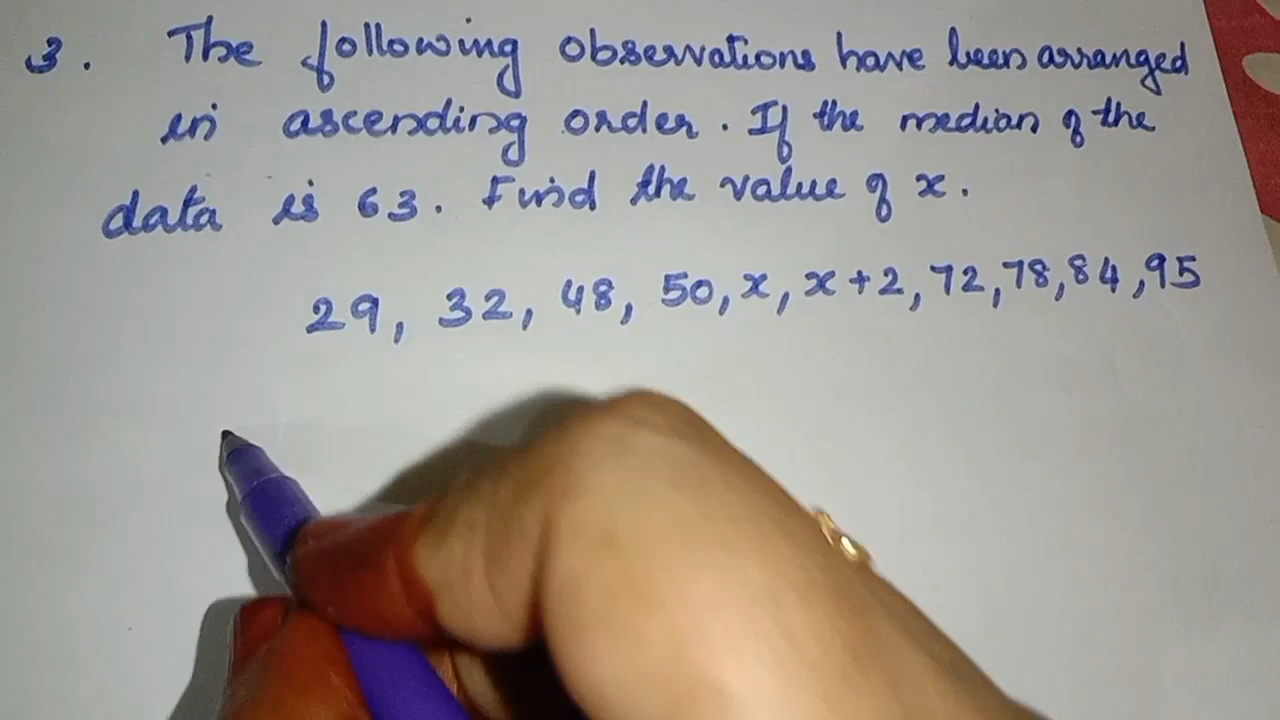 3. The following observations have been arranged
in ascending order. If the median of the
data is 63. Find the value of x.
29, 32, 48, 50, x, x+2, 72, 78, 84, 95